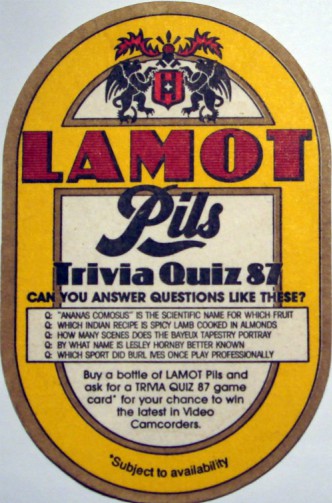 LAMOT
Pils
Trivia Quiz 87
CAN YOU ANSWER QUESTIONS LIKE THESE?
Q: "ANANAS COMOSUS" IS THE SCIENTIFIC NAME FOR WHICH FRUIT
Q: WHICH INDIAN RECIPE IS SPICY LAMB COOKED IN ALMONDS
Q: HOW MANY SCENES DOES THE BAYEUX TAPESTRY PORTRAY
Q: BY WHAT NAME IS LESLEY HORNBY BETTER KNOWN
Q: WHICH SPORT DID BURL IVES ONCE PLAY PROFESSIONALLY
Buy a bottle of LAMOT Pils and
ask for a TRIVIA QUIZ 87 game
card* for your chance to win
the latest in Video
Camcorders.
*Subject to availability